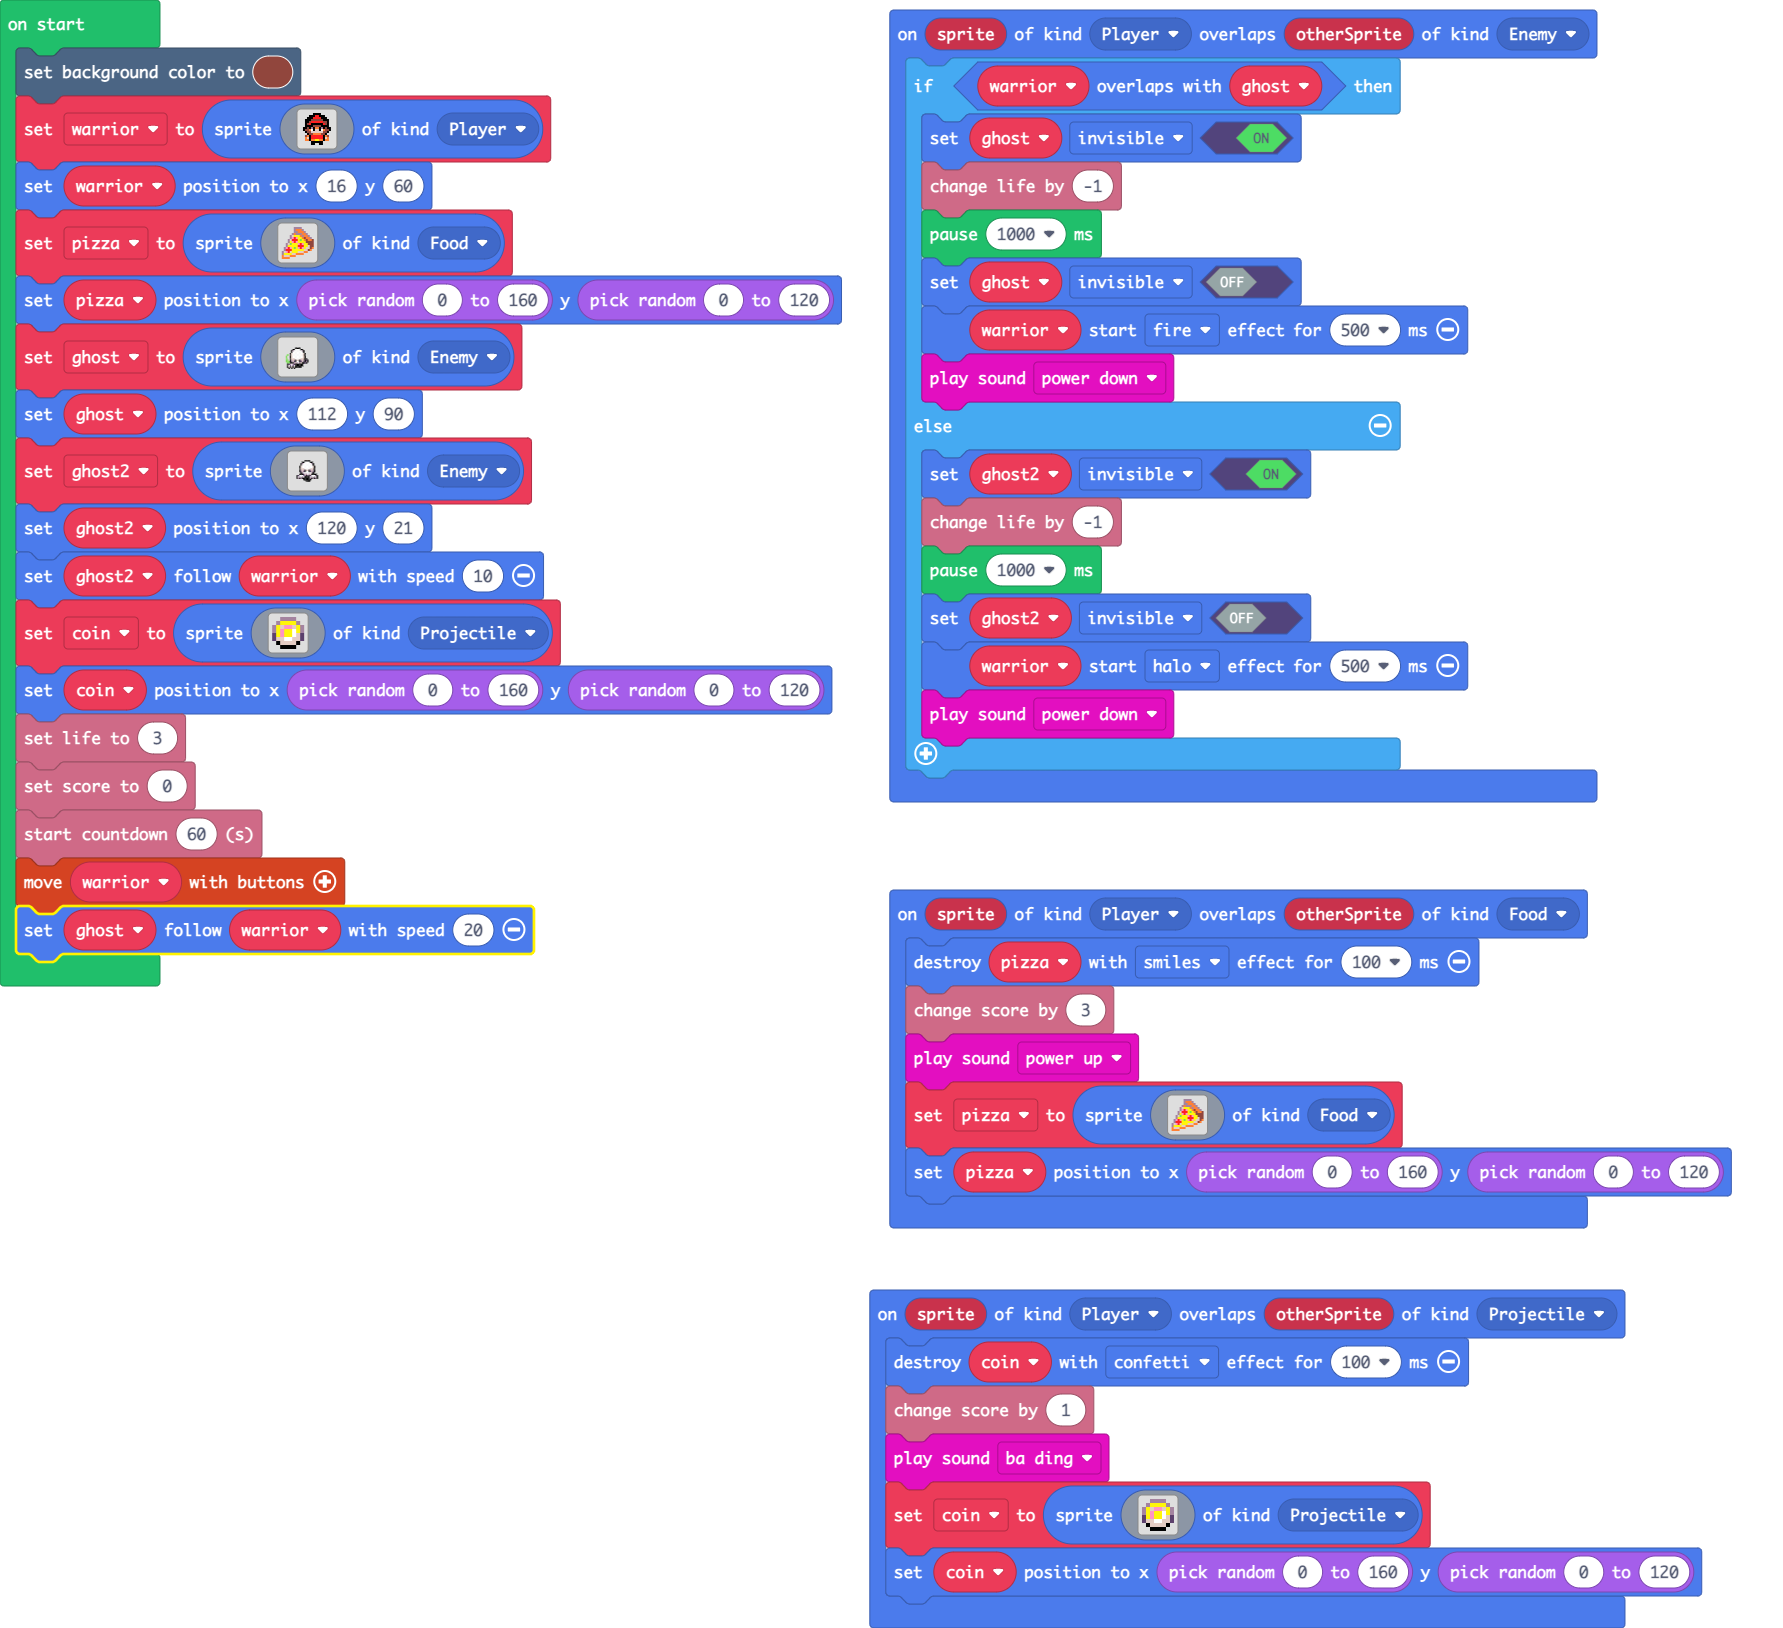 on start
set background color to
set warrior to sprite of kind Player
set warrior position to x 16 y 60
set pizza to sprite of kind Food
set pizza position to x pick random 0 to 160 y pick random 0 to 120
set ghost to sprite of kind Enemy
set ghost position to x 112 y 90
set ghost2 to sprite of kind Enemy
set ghost2 position to x 120 y 21
set ghost2 follow warrior with speed 10
set coin to sprite of kind Projectile
set coin position to x pick random 0 to 160 y pick random 0 to 120
set life to 3
set score to 0
start countdown 60 (s)
move warrior with buttons
set ghost follow warrior with speed 20
on sprite of kind Player overlaps otherSprite of kind Enemy
if warrior overlaps with ghost then
set ghost invisible ON
change life by -1
pause 1000 ms
set ghost invisible OFF
warrior start fire effect for 500 ms
play sound power down
else
set ghost2 invisible ON
change life by -1
pause 1000 ms
set ghost2 invisible OFF
warrior start halo effect for 500 ms
play sound power down
on sprite of kind Player overlaps otherSprite of kind Food
destroy pizza with smiles effect for 100 ms
change score by 3
play sound power up
set pizza to sprite of kind Food
set pizza position to x pick random 0 to 160 y pick random 0 to 120
on sprite of kind Player overlaps otherSprite of kind Projectile
destroy coin with confetti effect for 100 ms
change score by 1
play sound ba ding
set coin to sprite of kind Projectile
set coin position to x pick random 0 to 160 y pick random 0 to 120